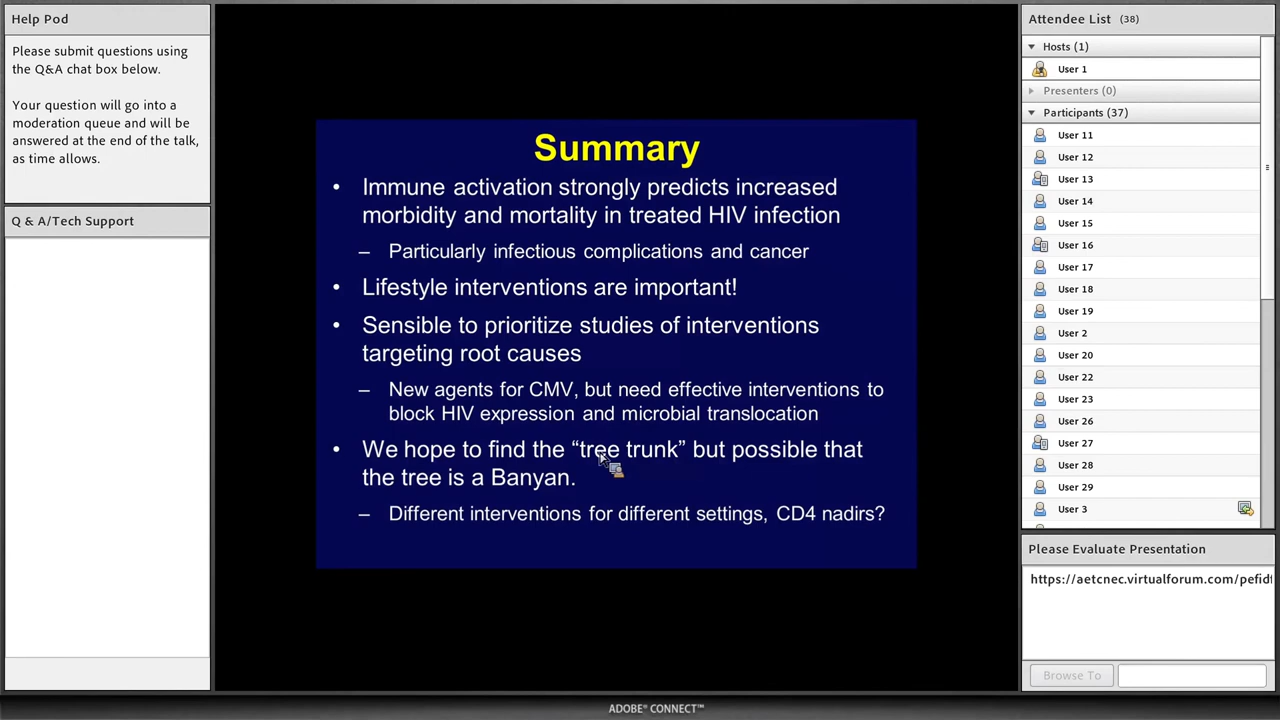 Help Pod
Please submit questions using
the Q&A chat box below.
Your question will go into a
moderation queue and will be
answered at the end of the talk,
as time allows.
Q & A/Tech Support
Summary
• Immune activation strongly predicts increased
morbidity and mortality in treated HIV infection
– Particularly infectious complications and cancer
• Lifestyle interventions are important!
• Sensible to prioritize studies of interventions
targeting root causes
– New agents for CMV, but need effective interventions to
block HIV expression and microbial translocation
• We hope to find the “tree trunk” but possible that
the tree is a Banyan.
– Different interventions for different settings, CD4 nadirs?
Attendee List (38)
Hosts (1)
User 1
Presenters (0)
Participants (37)
User 11
User 12
User 13
User 14
User 15
User 16
User 17
User 18
User 19
User 2
User 20
User 22
User 23
User 26
User 27
User 28
User 29
User 3
Please Evaluate Presentation
https://aetcnec.virtualforum.com/pefid
Browse To
ADOBE® CONNECT™